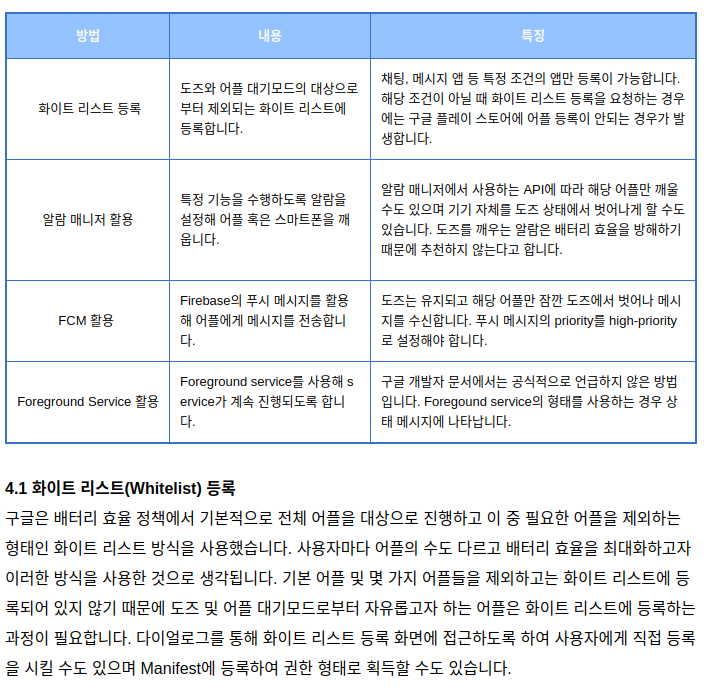 방법
내용
특징
화이트 리스트 등록
도즈와 어플 대기모드의 대상으로
부터 제외되는 화이트 리스트에
등록합니다.
채팅, 메시지 앱 등 특정 조건의 앱만 등록이 가능합니다.
해당 조건이 아닐 때 화이트 리스트 등록을 요청하는 경우
에는 구글 플레이 스토어에 어플 등록이 안되는 경우가 발
생합니다.
알람 매니저 활용
특정 기능을 수행하도록 알람을
설정해 어플 혹은 스마트폰을 깨
웁니다.
알람 매니저에서 사용하는 API에 따라 해당 어플만 깨울
수도 있으며 기기 자체를 도즈 상태에서 벗어나게 할 수도
있습니다. 도즈를 깨우는 알람은 배터리 효율을 방해하기
때문에 추천하지 않는다고 합니다.
FCM 활용
Firebase의 푸시 메시지를 활용
해 어플에게 메시지를 전송합니
다.
도즈는 유지되고 해당 어플만 잠깐 도즈에서 벗어나 메시
지를 수신합니다. 푸시 메시지의 priority를 high-priority
로 설정해야 합니다.
Foreground Service 활용
Foreground service를 사용해 s
ervice가 계속 진행되도록 합니
다.
구글 개발자 문서에서는 공식적으로 언급하지 않은 방법
입니다. Foregound service의 형태를 사용하는 경우 상
태 메시지에 나타납니다.
4.1 화이트 리스트(Whitelist) 등록
구글은 배터리 효율 정책에서 기본적으로 전체 어플을 대상으로 진행하고 이 중 필요한 어플을 제외하는
형태인 화이트 리스트 방식을 사용했습니다. 사용자마다 어플의 수도 다르고 배터리 효율을 최대화하고자
이러한 방식을 사용한 것으로 생각됩니다. 기본 어플 및 몇 가지 어플들을 제외하고는 화이트 리스트에 등
록되어 있지 않기 때문에 도즈 및 어플 대기모드로부터 자유롭고자 하는 어플은 화이트 리스트에 등록하는
과정이 필요합니다. 다이얼로그를 통해 화이트 리스트 등록 화면에 접근하도록 하여 사용자에게 직접 등록
을 시킬 수도 있으며 Manifest에 등록하여 권한 형태로 획득할 수도 있습니다.